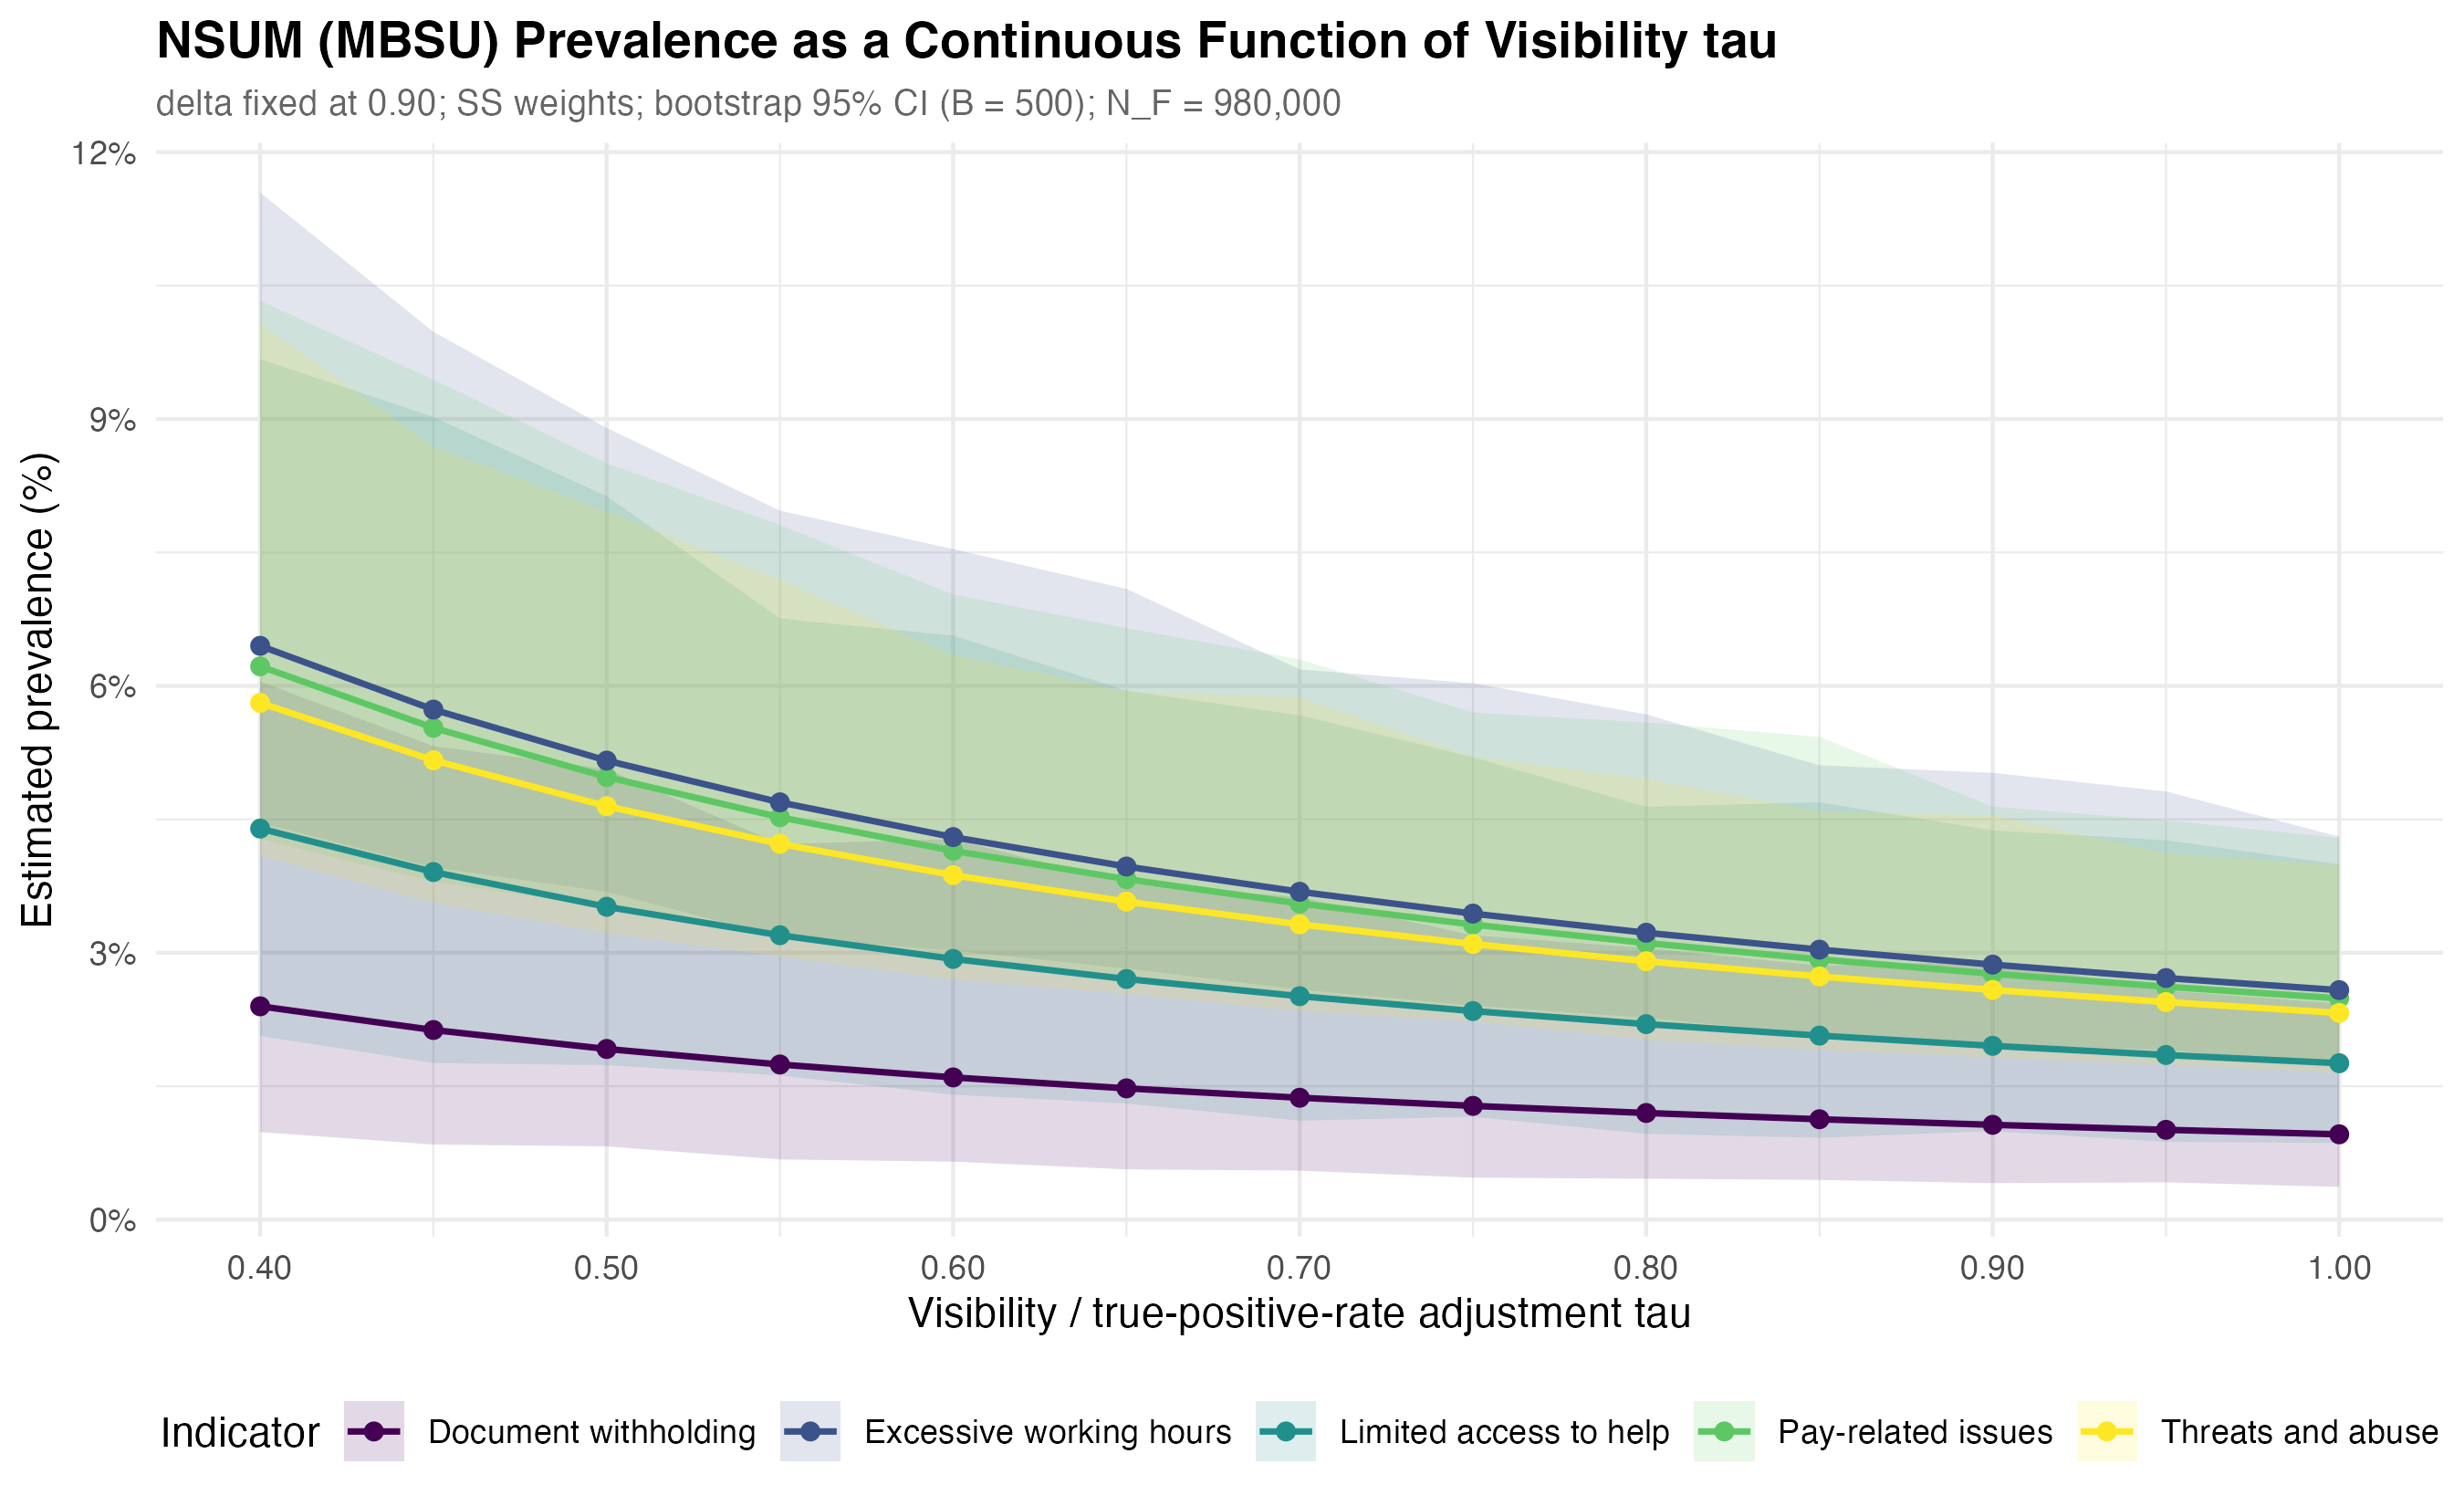 NSUM (MBSU) Prevalence as a Continuous Function of Visibility tau
delta fixed at 0.90; SS weights; bootstrap 95% CI (B = 500); N_F = 980,000
Estimated prevalence (%)
12%
9%
6%
3%
0%
0.40 0.50 0.60 0.70 0.80 0.90 1.00
Visibility / true-positive-rate adjustment tau
Indicator Document withholding Excessive working hours Limited access to help Pay-related issues Threats and abuse